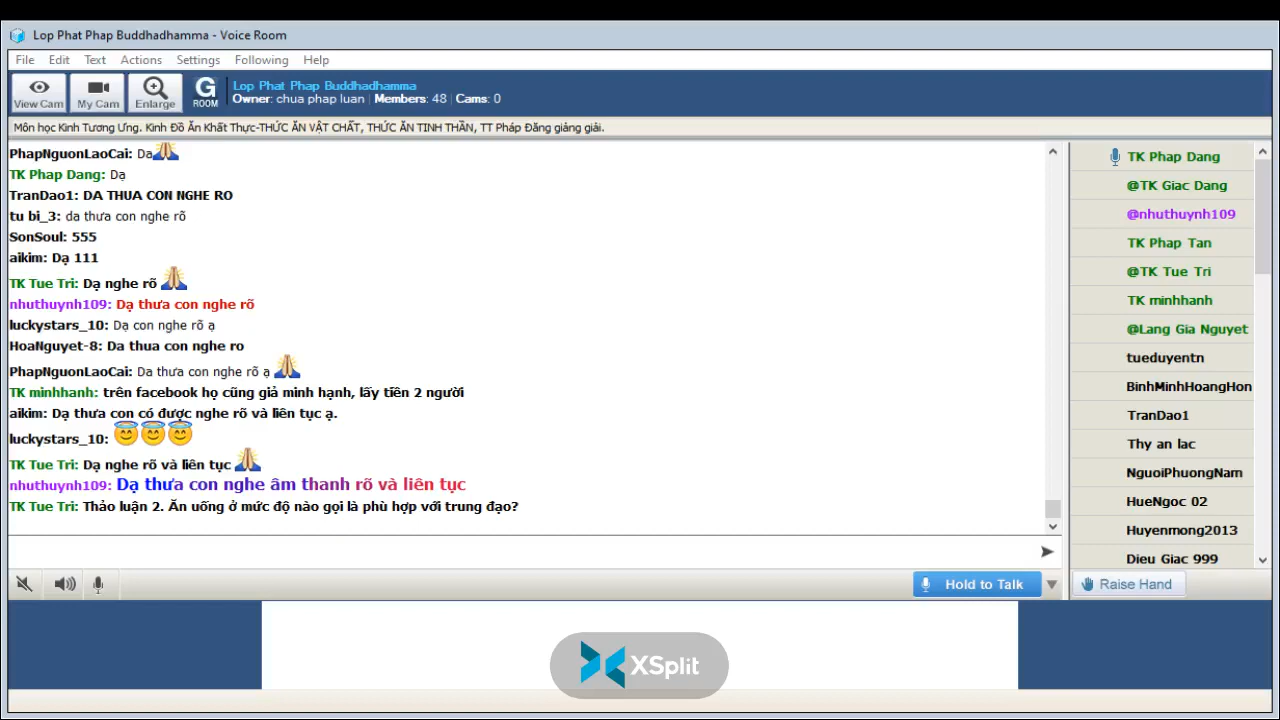 Lop Phat Phap Buddhadhamma - Voice Room
File Edit Text Actions Settings Following Help
View Cam My Cam Enlarge G ROOM
Lop Phat Phap Buddhadhamma
Owner: chua phap luan | Members: 48 | Cams: 0
Môn học Kinh Tương Ưng. Kinh Đồ Ăn Khất Thực-THỨC ĂN VẬT CHẤT, THỨC ĂN TINH THẦN, TT Pháp Đăng giảng giải.
PhapNguonLaoCai: Da
TK Phap Dang: Dạ
TranDao1: DA THUA CON NGHE RO
tu bi_3: da thưa con nghe rõ
SonSoul: 555
aikim: Dạ 111
TK Tue Tri: Dạ nghe rõ
nhuthuynh109: Dạ thưa con nghe rõ
luckystars_10: Dạ con nghe rõ ạ
HoaNguyet-8: Da thua con nghe ro
PhapNguonLaoCai: Da thưa con nghe rõ ạ
TK minhhanh: trên facebook họ cũng giả minh hạnh, lấy tiền 2 người
aikim: Dạ thưa con có được nghe rõ và liên tục ạ.
luckystars_10:
TK Tue Tri: Dạ nghe rõ và liên tục
nhuthuynh109: Dạ thưa con nghe âm thanh rõ và liên tục
TK Tue Tri: Thảo luận 2. Ăn uống ở mức độ nào gọi là phù hợp với trung đạo?
TK Phap Dang
@TK Giac Dang
@nhuthuynh109
TK Phap Tan
@TK Tue Tri
TK minhhanh
@Lang Gia Nguyet
tueduyentn
BinhMinhHoangHon
TranDao1
Thy an lac
NguoiPhuongNam
HueNgoc 02
Huyenmong2013
Dieu Giac 999
Hold to Talk
Raise Hand
XSplit